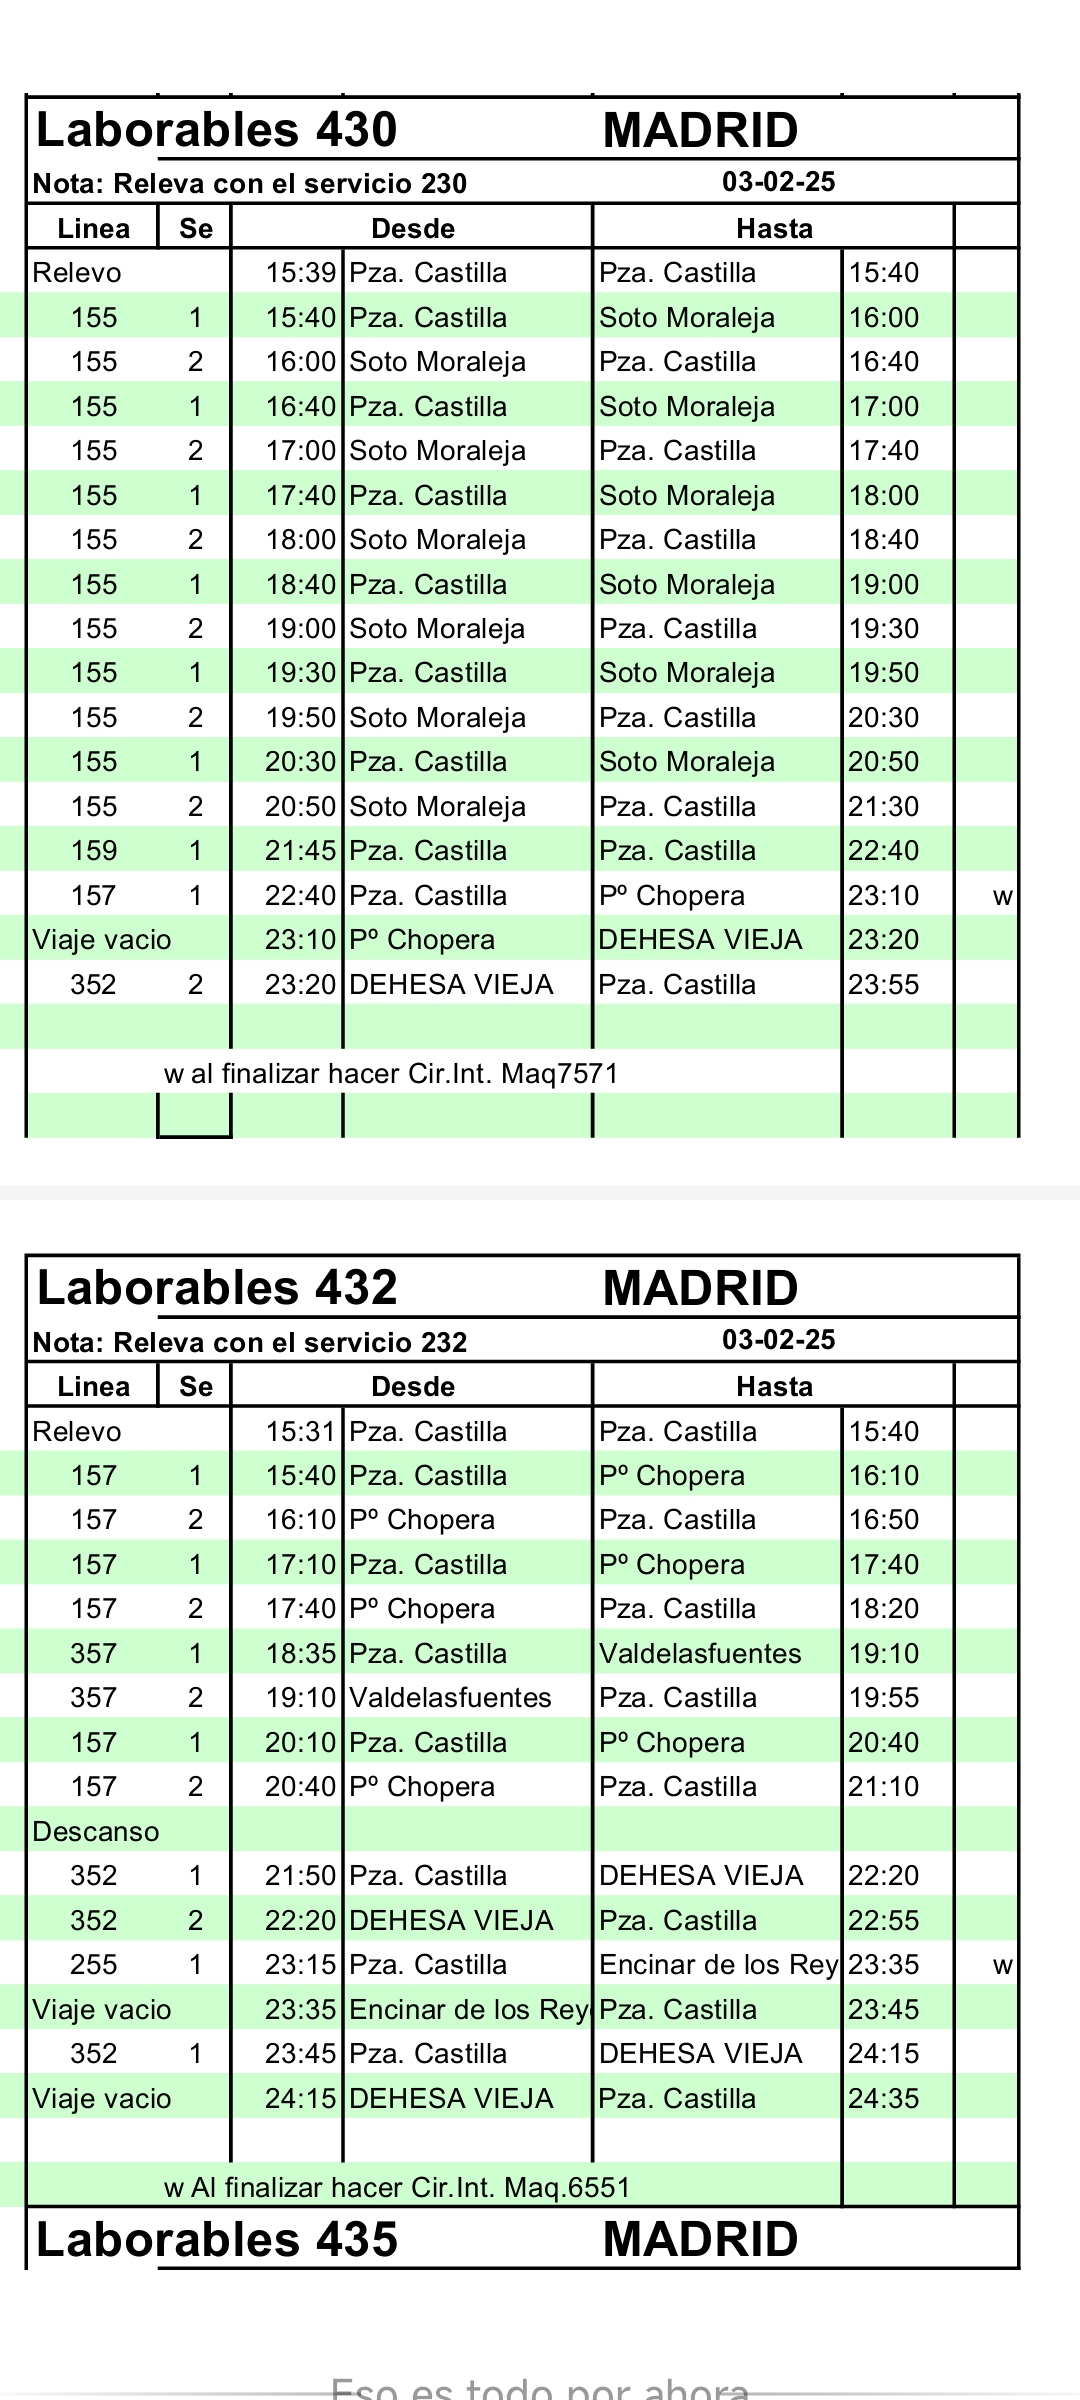 Laborables 430 MADRID
Nota: Releva con el servicio 230 03-02-25
Linea Se Desde Hasta
Relevo 15:39 Pza. Castilla Pza. Castilla 15:40
155 1 15:40 Pza. Castilla Soto Moraleja 16:00
155 2 16:00 Soto Moraleja Pza. Castilla 16:40
155 1 16:40 Pza. Castilla Soto Moraleja 17:00
155 2 17:00 Soto Moraleja Pza. Castilla 17:40
155 1 17:40 Pza. Castilla Soto Moraleja 18:00
155 2 18:00 Soto Moraleja Pza. Castilla 18:40
155 1 18:40 Pza. Castilla Soto Moraleja 19:00
155 2 19:00 Soto Moraleja Pza. Castilla 19:30
155 1 19:30 Pza. Castilla Soto Moraleja 19:50
155 2 19:50 Soto Moraleja Pza. Castilla 20:30
155 1 20:30 Pza. Castilla Soto Moraleja 20:50
155 2 20:50 Soto Moraleja Pza. Castilla 21:30
159 1 21:45 Pza. Castilla Pza. Castilla 22:40
157 1 22:40 Pza. Castilla Pº Chopera 23:10 w
Viaje vacio 23:10 Pº Chopera DEHESA VIEJA 23:20
352 2 23:20 DEHESA VIEJA Pza. Castilla 23:55
w al finalizar hacer Cir.Int. Maq7571
Laborables 432 MADRID
Nota: Releva con el servicio 232 03-02-25
Linea Se Desde Hasta
Relevo 15:31 Pza. Castilla Pza. Castilla 15:40
157 1 15:40 Pza. Castilla Pº Chopera 16:10
157 2 16:10 Pº Chopera Pza. Castilla 16:50
157 1 17:10 Pza. Castilla Pº Chopera 17:40
157 2 17:40 Pº Chopera Pza. Castilla 18:20
357 1 18:35 Pza. Castilla Valdelasfuentes 19:10
357 2 19:10 Valdelasfuentes Pza. Castilla 19:55
157 1 20:10 Pza. Castilla Pº Chopera 20:40
157 2 20:40 Pº Chopera Pza. Castilla 21:10
Descanso
352 1 21:50 Pza. Castilla DEHESA VIEJA 22:20
352 2 22:20 DEHESA VIEJA Pza. Castilla 22:55
255 1 23:15 Pza. Castilla Encinar de los Rey 23:35 w
Viaje vacio 23:35 Encinar de los Rey Pza. Castilla 23:45
352 1 23:45 Pza. Castilla DEHESA VIEJA 24:15
Viaje vacio 24:15 DEHESA VIEJA Pza. Castilla 24:35
w Al finalizar hacer Cir.Int. Maq.6551
Laborables 435 MADRID
Eso es todo por ahora